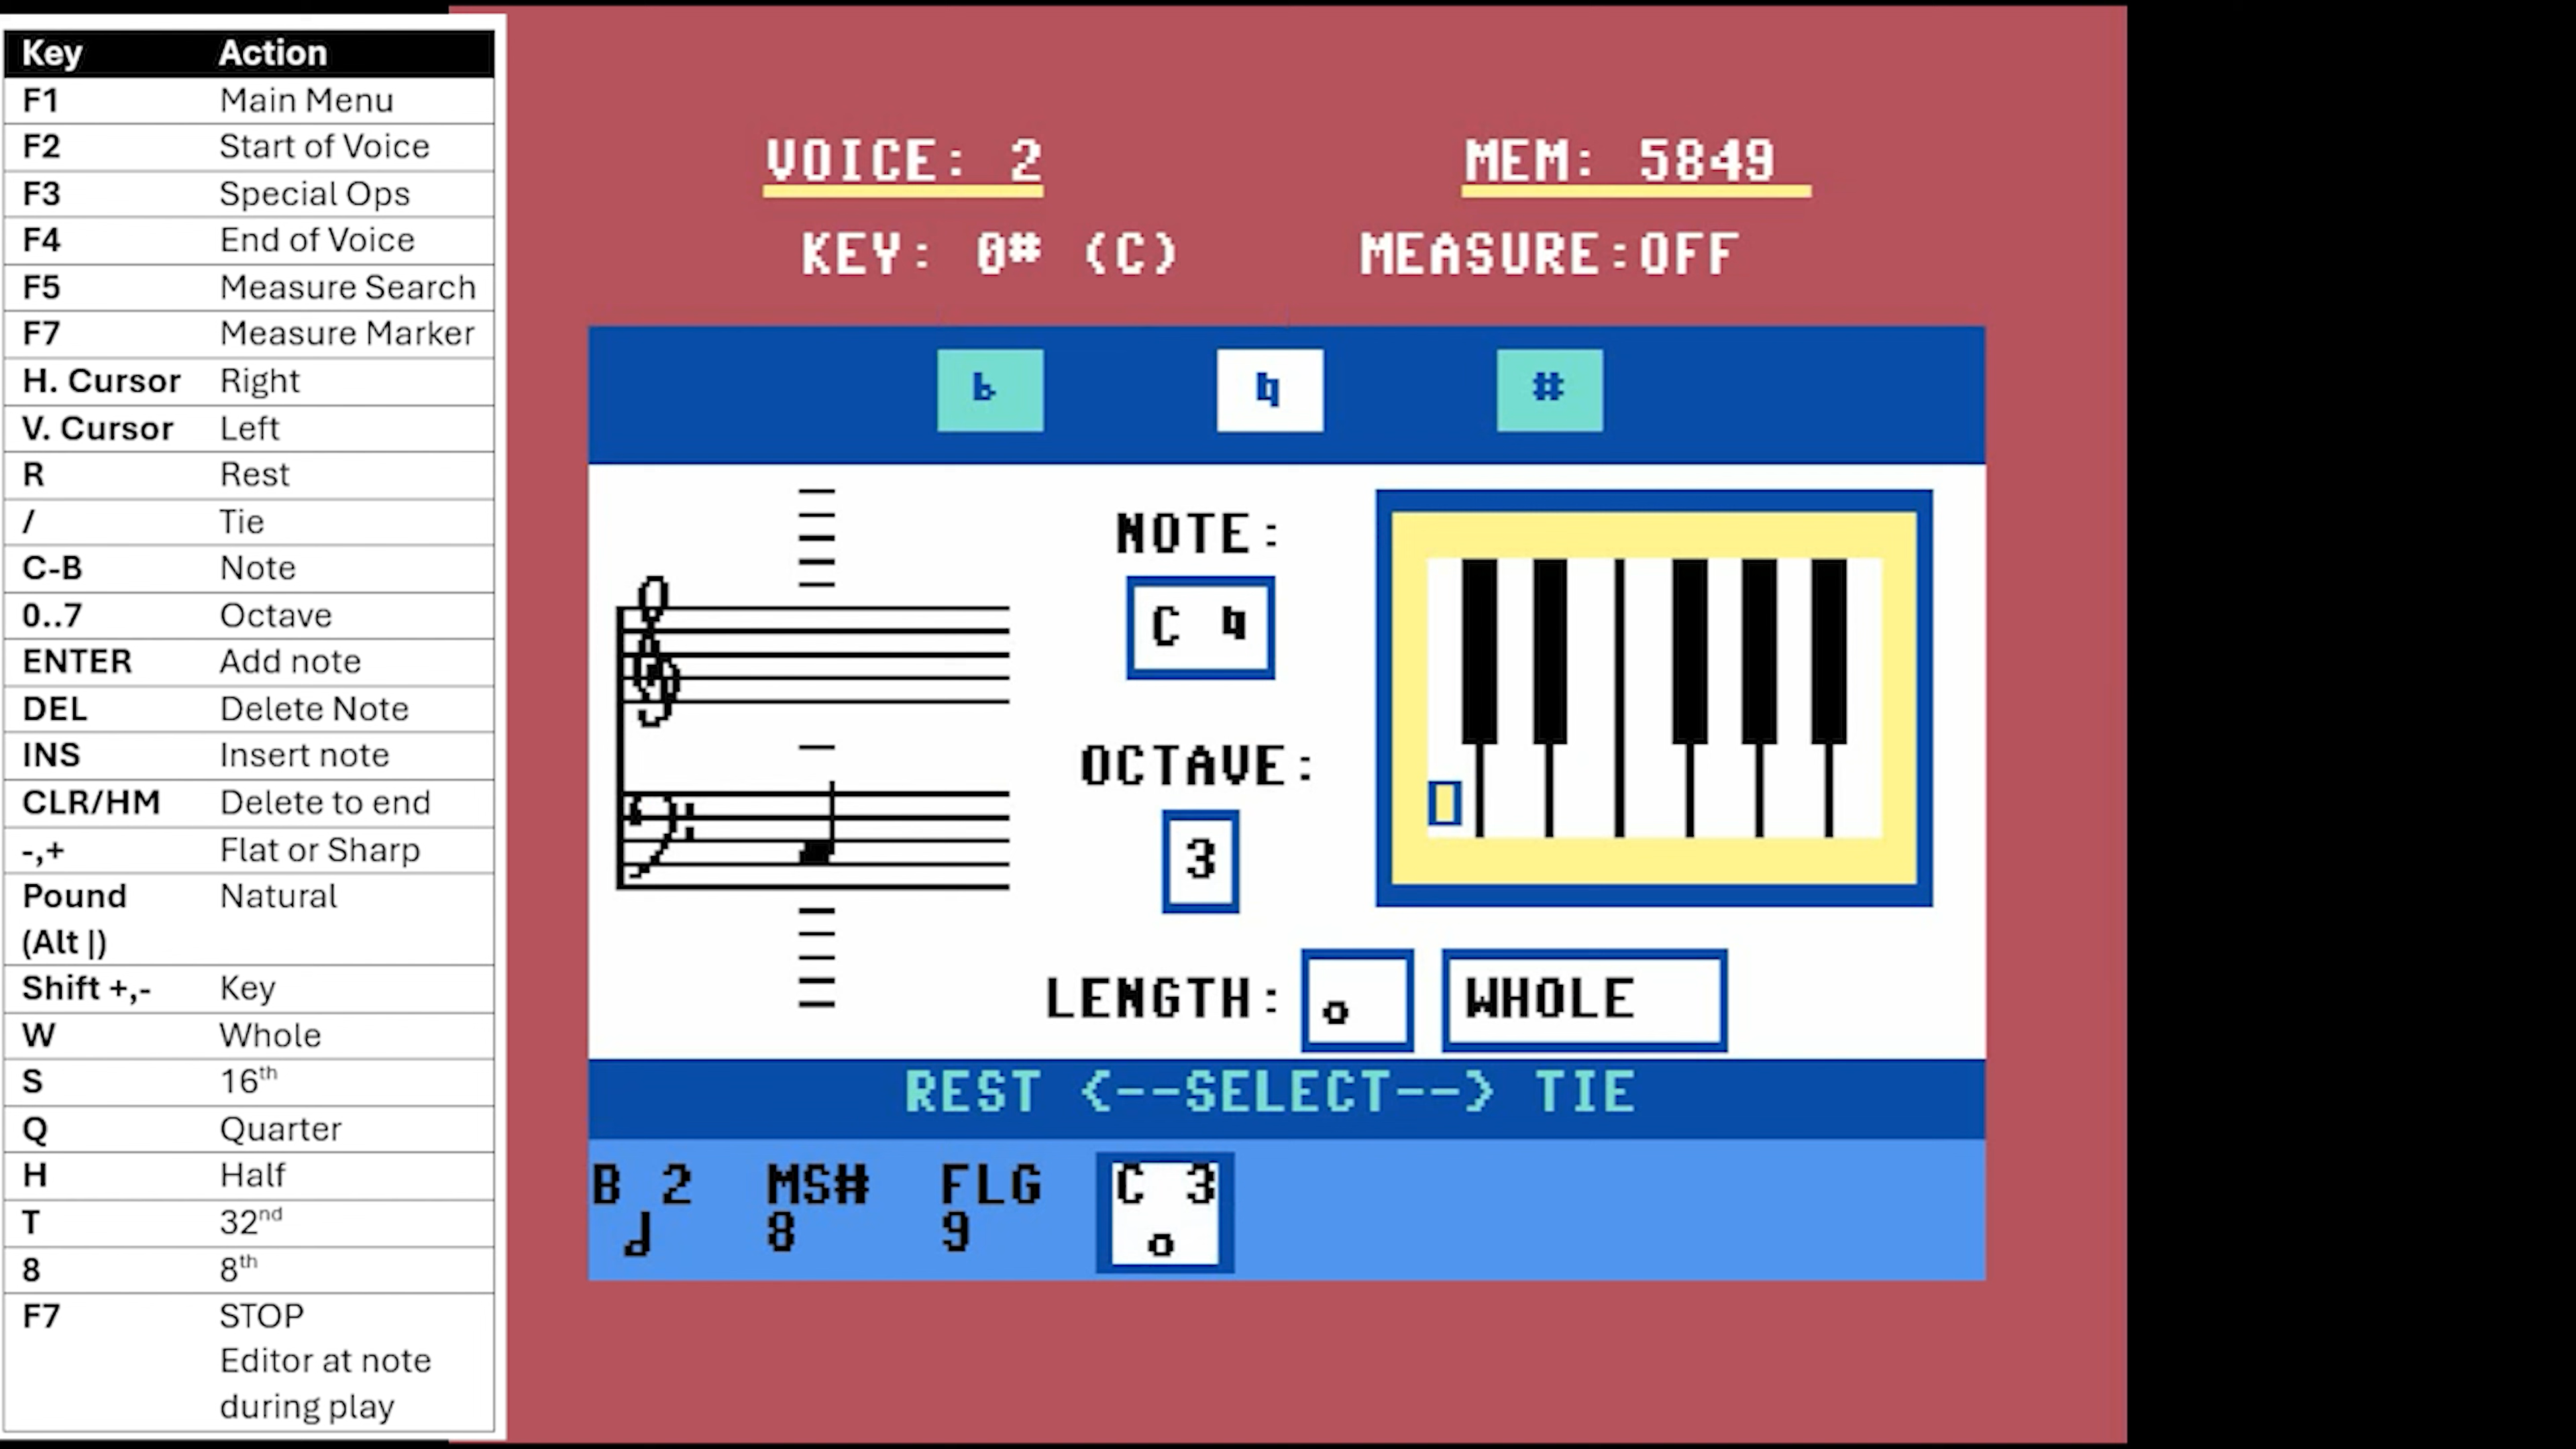 Key Action
F1 Main Menu
F2 Start of Voice
F3 Special Ops
F4 End of Voice
F5 Measure Search
F7 Measure Marker
H. Cursor Right
V. Cursor Left
R Rest
/ Tie
C-B Note
0..7 Octave
ENTER Add note
DEL Delete Note
INS Insert note
CLR/HM Delete to end
-,+ Flat or Sharp
Pound Natural
(Alt |)
Shift +,- Key
W Whole
S 16th
Q Quarter
H Half
T 32nd
8 8th
F7 STOP
Editor at note
during play
VOICE: 2 MEM: 5849
KEY: 0# (C) MEASURE:OFF
♭ ♮ #
NOTE:
C ♮
OCTAVE:
3
LENGTH: WHOLE
REST <--SELECT--> TIE
B 2 MS# FLG C 3
8 9